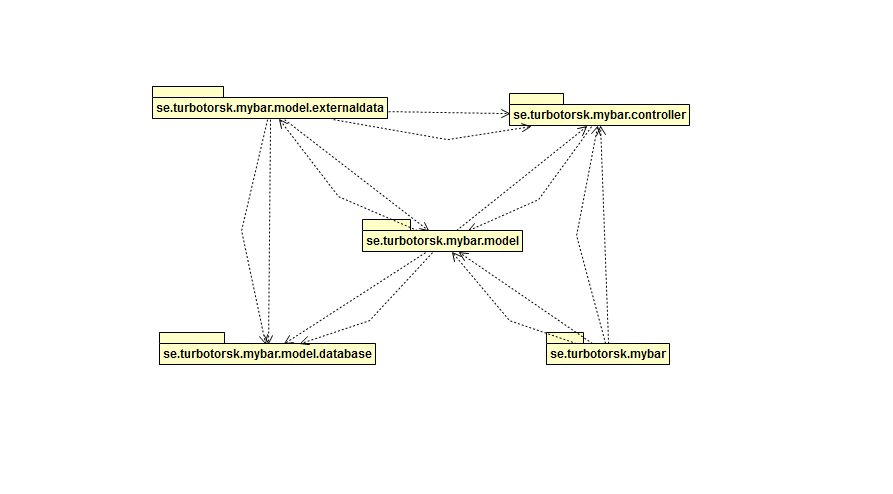 se.turbotorsk.mybar.model.externaldata
se.turbotorsk.mybar.controller
se.turbotorsk.mybar.model
se.turbotorsk.mybar.model.database
se.turbotorsk.mybar